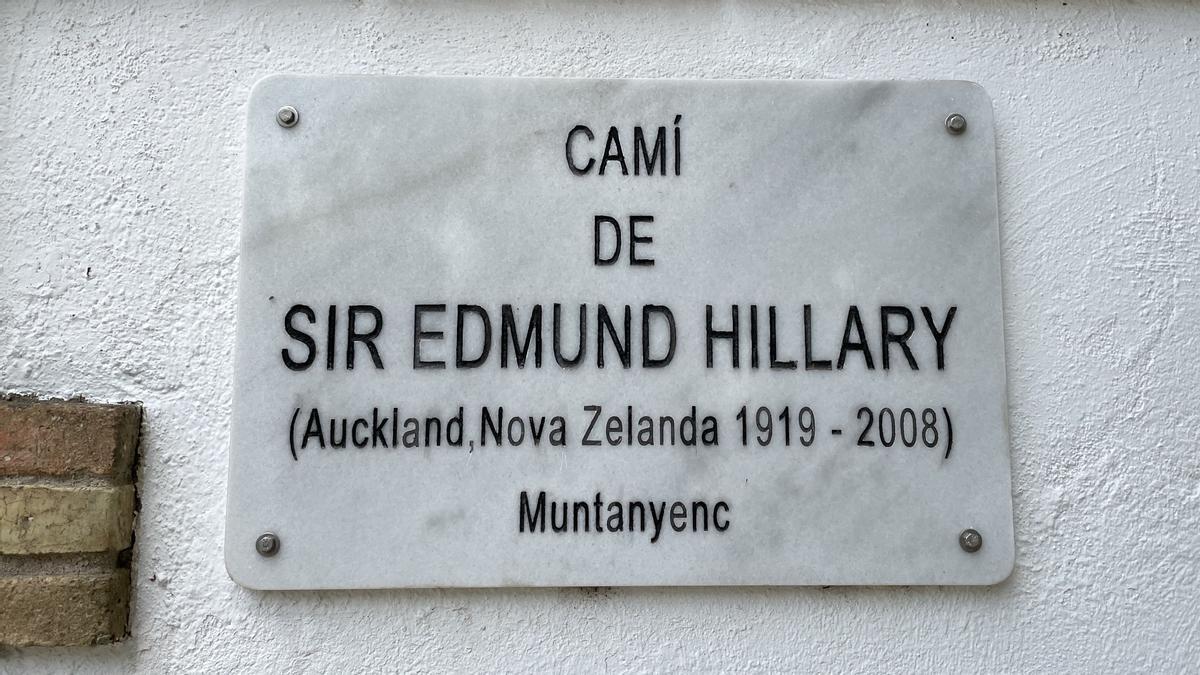 CAMÍ
DE
SIR EDMUND HILLARY
(Auckland, Nova Zelanda 1919 - 2008)
Muntanyenc